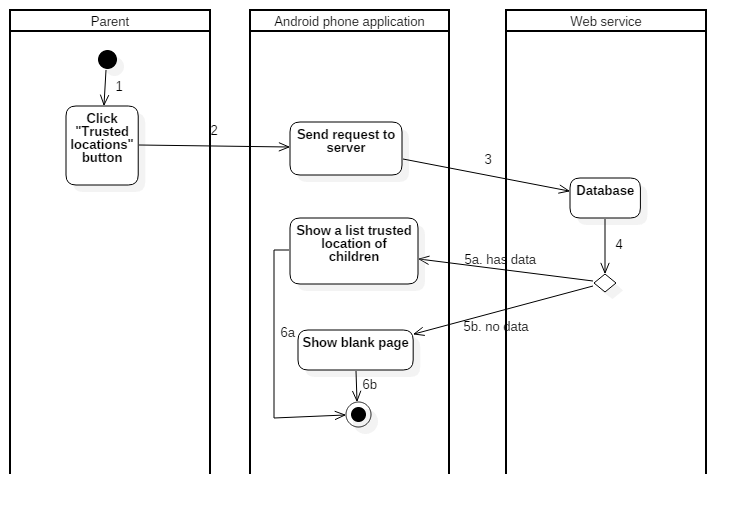 Parent
Android phone application
Web service
1
Click
"Trusted
locations"
button
2
Send request to
server
3
Database
4
Show a list trusted
location of
children
5a. has data
5b. no data
6a
Show blank page
6b